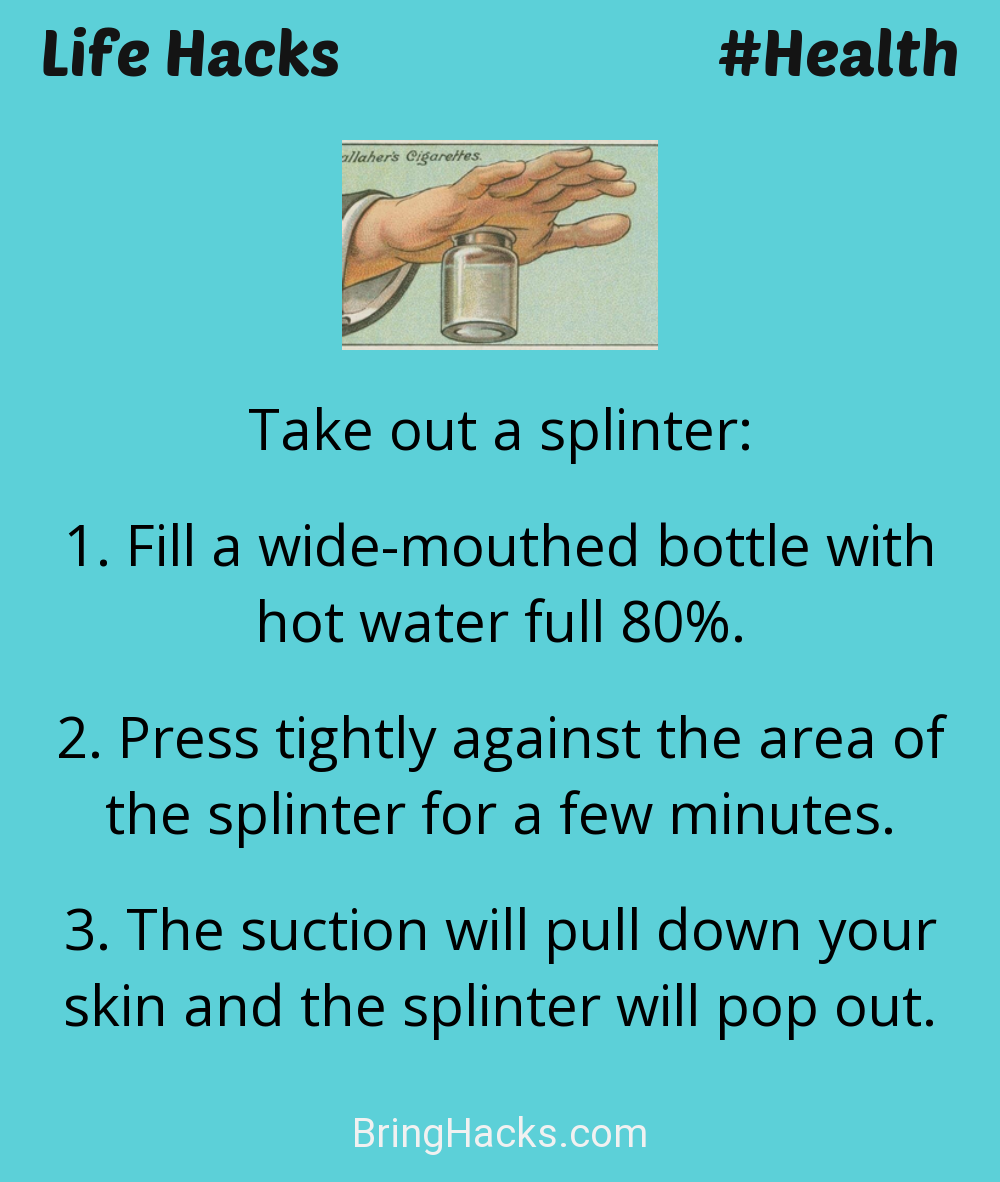 Life Hacks #Health
allaher's Cigarettes.
Take out a splinter:
1. Fill a wide-mouthed bottle with
hot water full 80%.
2. Press tightly against the area of
the splinter for a few minutes.
3. The suction will pull down your
skin and the splinter will pop out.
BringHacks.com